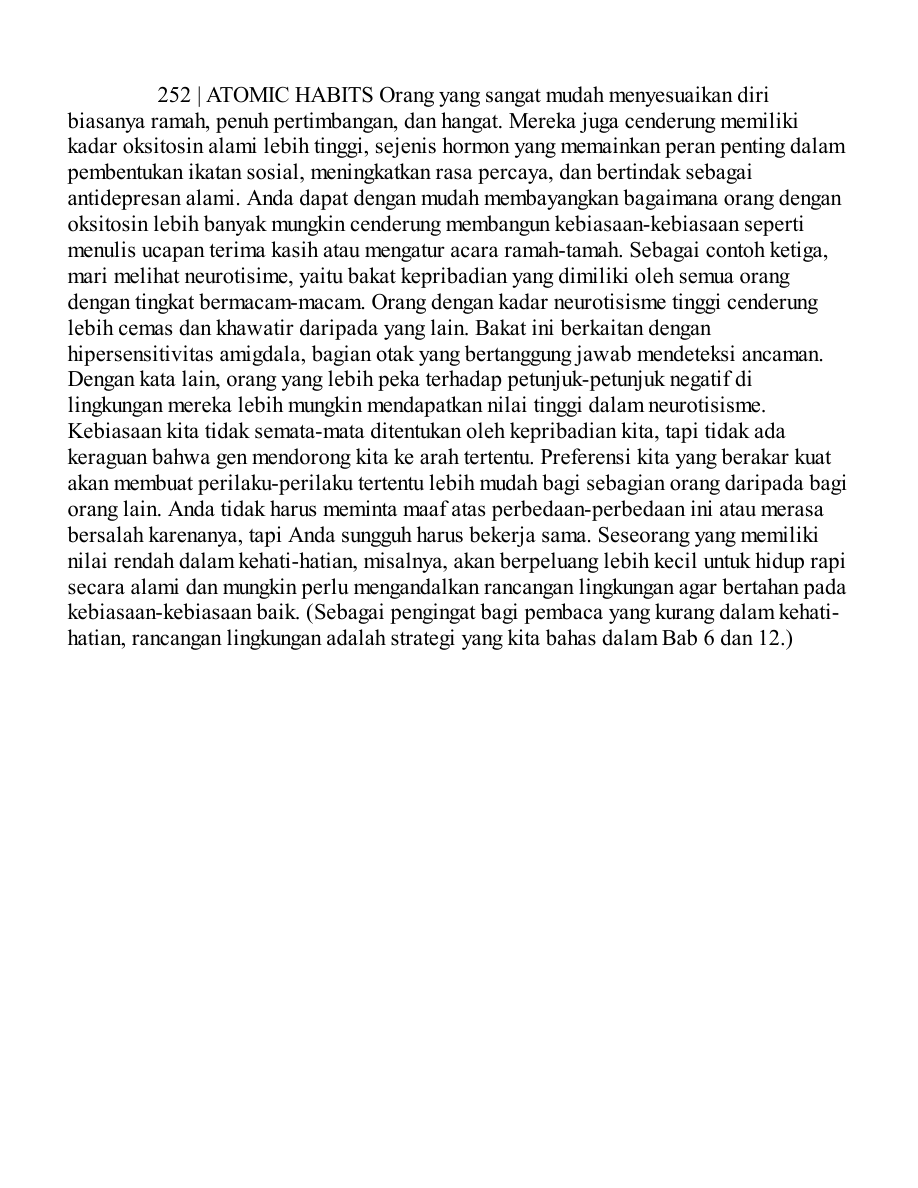 252 | ATOMIC HABITS Orang yang sangat mudah menyesuaikan diri
biasanya ramah, penuh pertimbangan, dan hangat. Mereka juga cenderung memiliki
kadar oksitosin alami lebih tinggi, sejenis hormon yang memainkan peran penting dalam
pembentukan ikatan sosial, meningkatkan rasa percaya, dan bertindak sebagai
antidepresan alami. Anda dapat dengan mudah membayangkan bagaimana orang dengan
oksitosin lebih banyak mungkin cenderung membangun kebiasaan-kebiasaan seperti
menulis ucapan terima kasih atau mengatur acara ramah-tamah. Sebagai contoh ketiga,
mari melihat neurotisime, yaitu bakat kepribadian yang dimiliki oleh semua orang
dengan tingkat bermacam-macam. Orang dengan kadar neurotisisme tinggi cenderung
lebih cemas dan khawatir daripada yang lain. Bakat ini berkaitan dengan
hipersensitivitas amigdala, bagian otak yang bertanggung jawab mendeteksi ancaman.
Dengan kata lain, orang yang lebih peka terhadap petunjuk-petunjuk negatif di
lingkungan mereka lebih mungkin mendapatkan nilai tinggi dalam neurotisisme.
Kebiasaan kita tidak semata-mata ditentukan oleh kepribadian kita, tapi tidak ada
keraguan bahwa gen mendorong kita ke arah tertentu. Preferensi kita yang berakar kuat
akan membuat perilaku-perilaku tertentu lebih mudah bagi sebagian orang daripada bagi
orang lain. Anda tidak harus meminta maaf atas perbedaan-perbedaan ini atau merasa
bersalah karenanya, tapi Anda sungguh harus bekerja sama. Seseorang yang memiliki
nilai rendah dalam kehati-hatian, misalnya, akan berpeluang lebih kecil untuk hidup rapi
secara alami dan mungkin perlu mengandalkan rancangan lingkungan agar bertahan pada
kebiasaan-kebiasaan baik. (Sebagai pengingat bagi pembaca yang kurang dalam kehati-
hatian, rancangan lingkungan adalah strategi yang kita bahas dalam Bab 6 dan 12.)